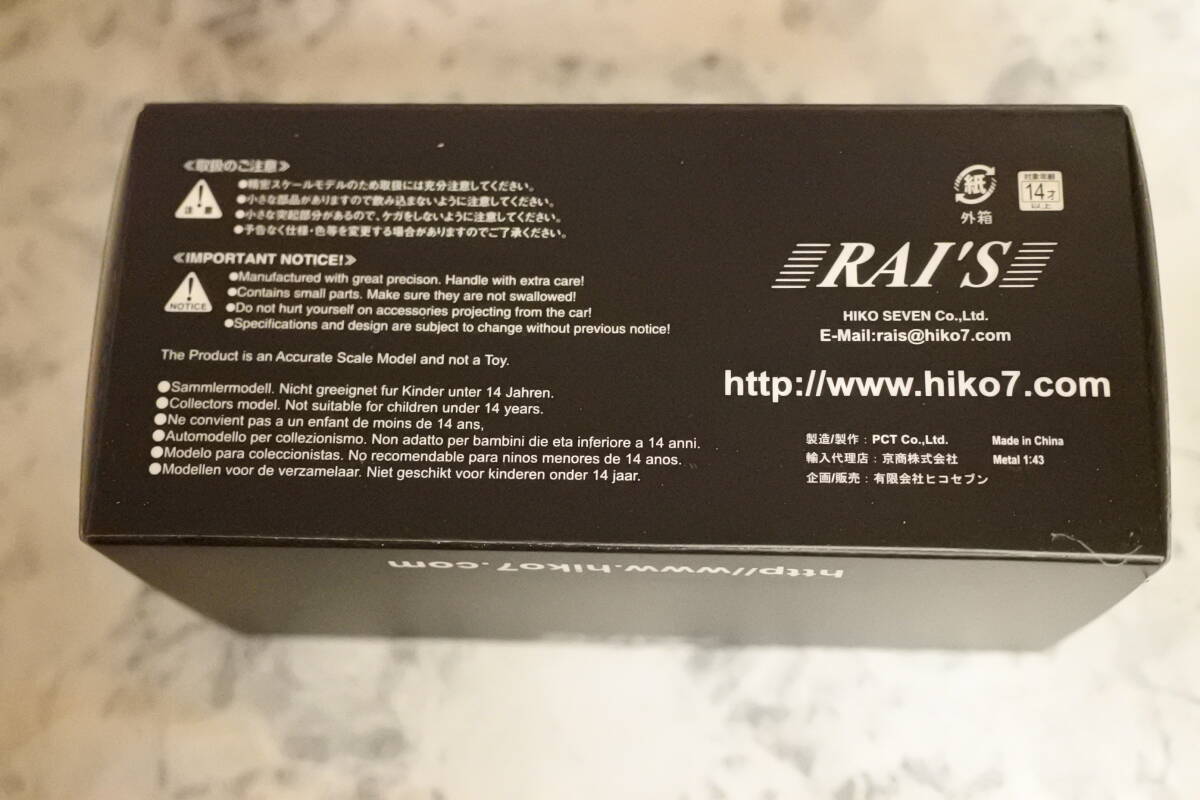 ≪取扱のご注意≫
注意
●精密スケールモデルのため取扱には充分注意してください。
●小さな部品がありますので飲み込まないように注意してください。
●小さな突起部分があるので、ケガをしないように注意してください。
●予告なく仕様・色等を変更する場合がありますのでご了承ください。
≪IMPORTANT NOTICE!≫
NOTICE
●Manufactured with great precison. Handle with extra care!
●Contains small parts. Make sure they are not swallowed!
●Do not hurt yourself on accessories projecting from the car!
●Specifications and design are subject to change without previous notice!
The Product is an Accurate Scale Model and not a Toy.
●Sammlermodell. Nicht greeignet fur Kinder unter 14 Jahren.
●Collectors model. Not suitable for children under 14 years.
●Ne convient pas a un enfant de moins de 14 ans,
●Automodello per collezionismo. Non adatto per bambini die eta inferiore a 14 anni.
●Modelo para coleccionistas. No recomendable para ninos menores de 14 anos.
●Modellen voor de verzamelaar. Niet geschikt voor kinderen onder 14 jaar.
紙
外箱
対象年齢
14才
以上
RAI'S
HIKO SEVEN Co.,Ltd.
E-Mail:rais@hiko7.com
http://www.hiko7.com
製造/製作：PCT Co.,Ltd.
Made in China
輸入代理店：京商株式会社
Metal 1:43
企画/販売：有限会社ヒコセブン
http//www.hiko7.com